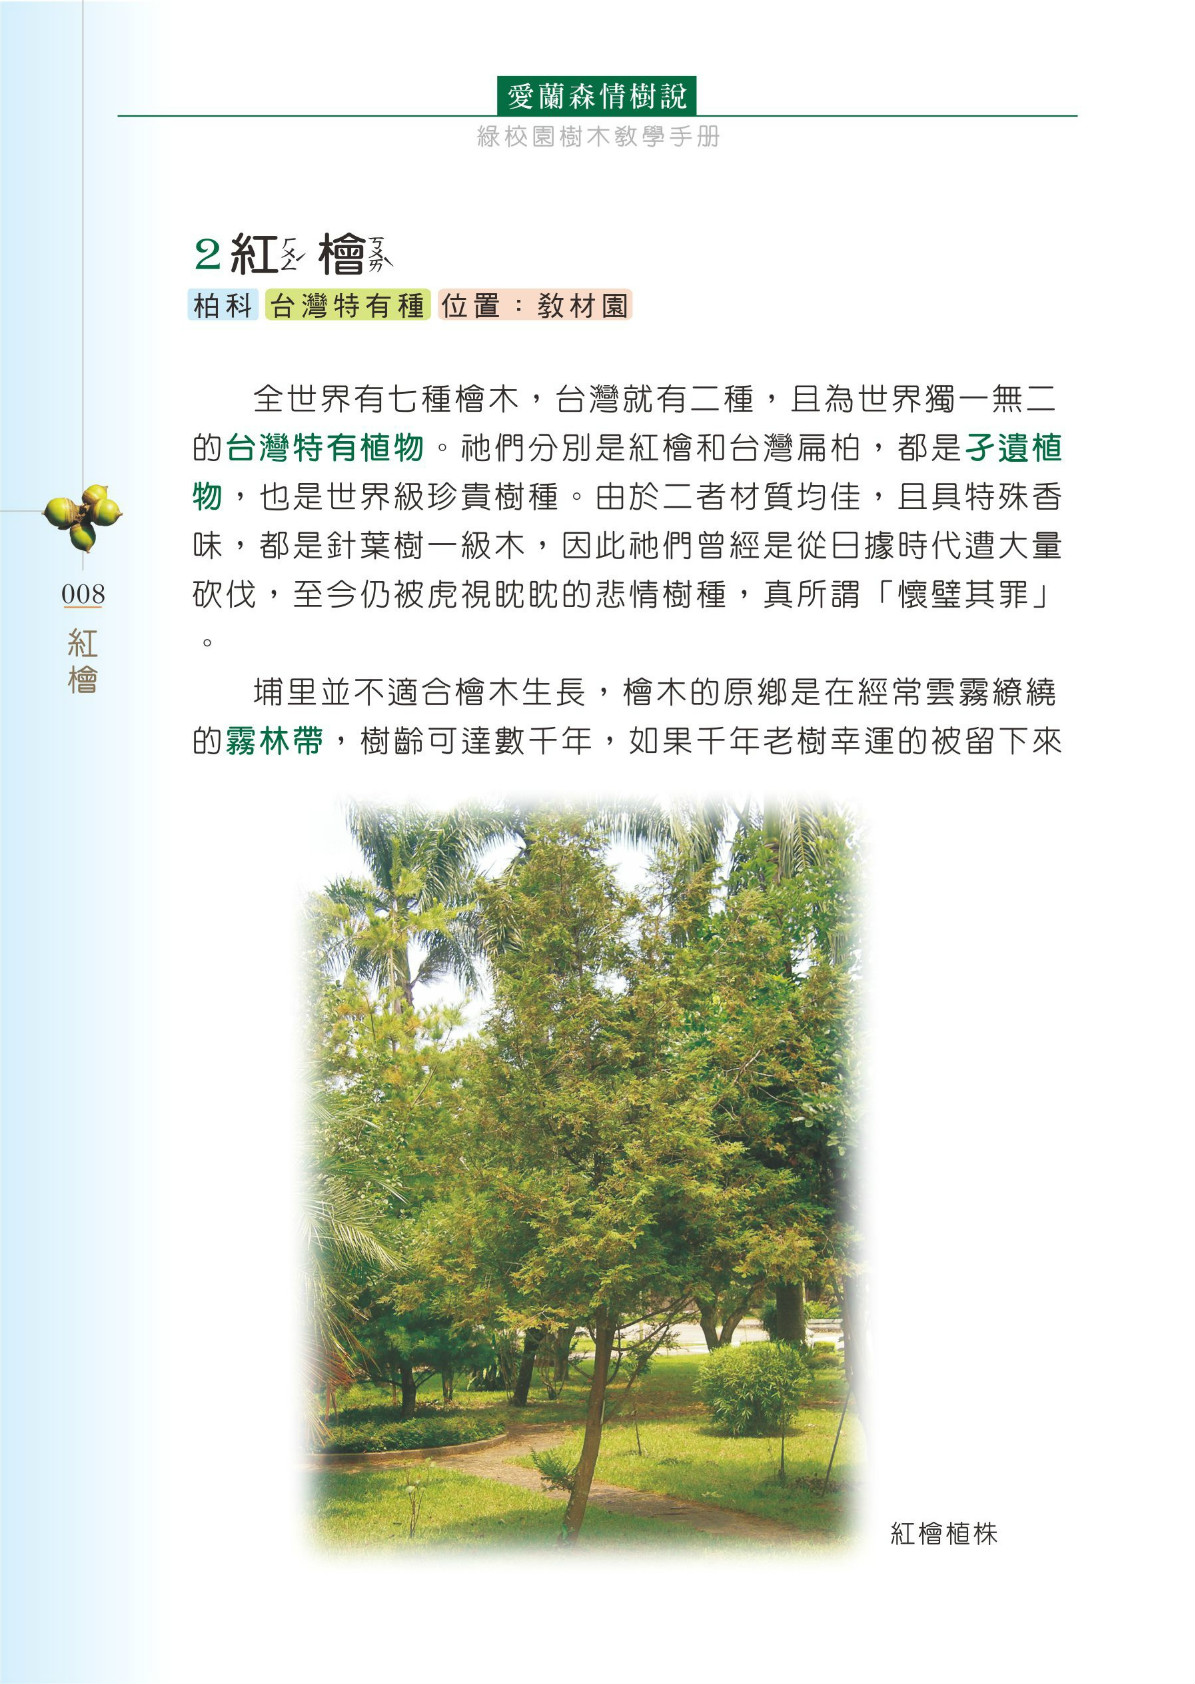 愛蘭森情樹說
綠校園樹木教學手册
2紅ㄏㄨㄥˊ檜ㄎㄨㄞˋ
柏科 台灣特有種 位置：教材園
全世界有七種檜木，台灣就有二種，且為世界獨一無二
的台灣特有植物。祂們分別是紅檜和台灣扁柏，都是孑遺植
物，也是世界級珍貴樹種。由於二者材質均佳，且具特殊香
味，都是針葉樹一級木，因此祂們曾經是從日據時代遭大量
砍伐，至今仍被虎視眈眈的悲情樹種，真所謂「懷璧其罪」
。
埔里並不適合檜木生長，檜木的原鄉是在經常雲霧繚繞
的霧林帶，樹齡可達數千年，如果千年老樹幸運的被留下來
008
紅檜
紅檜植株